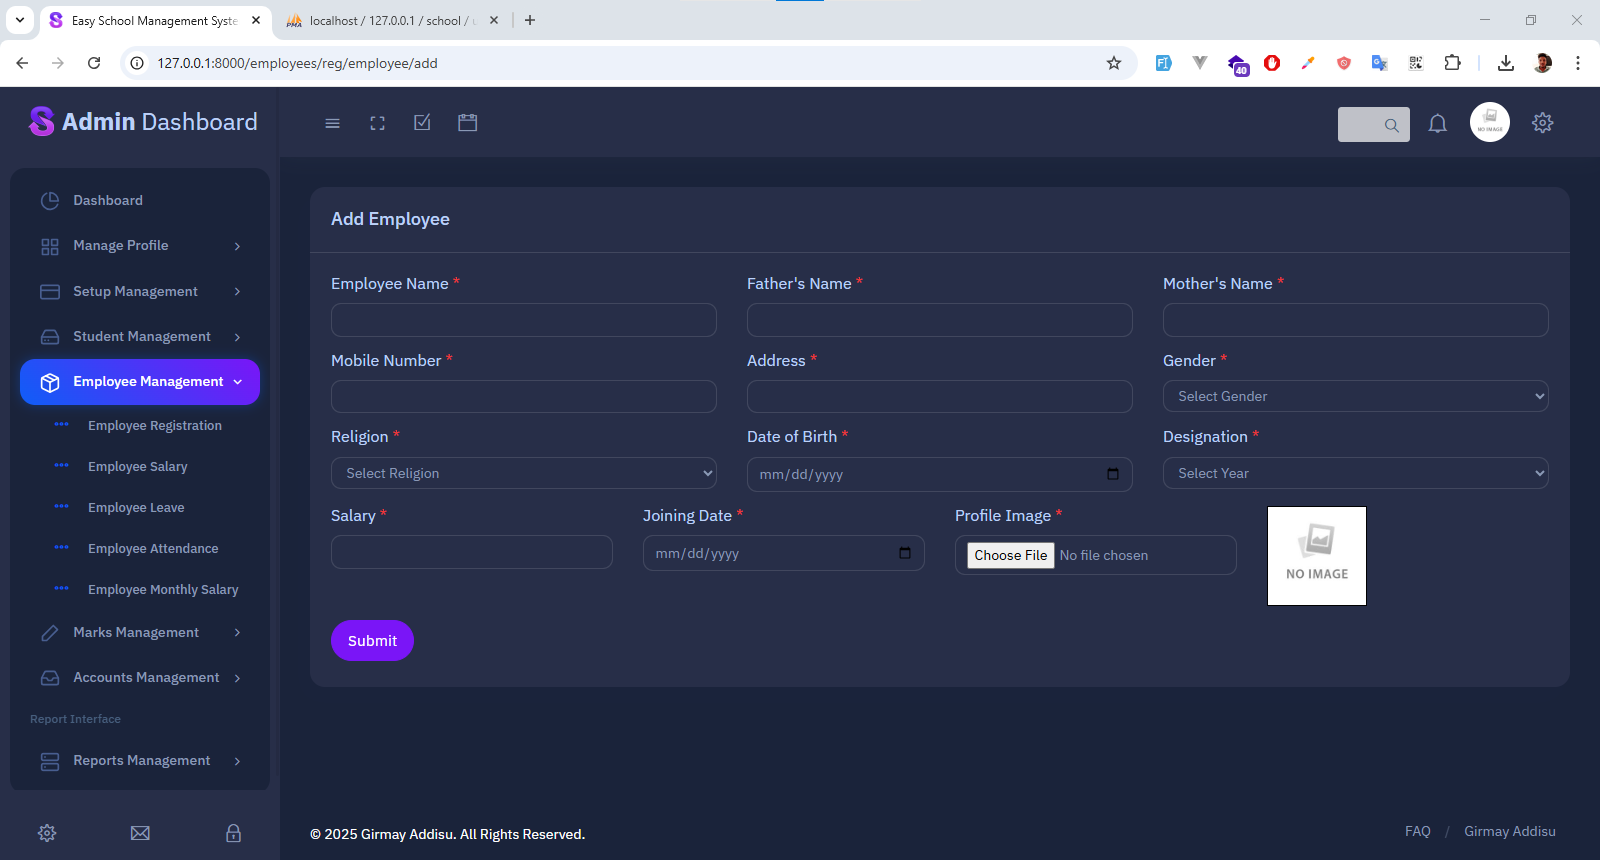 Easy School Management Syste
localhost / 127.0.0.1 / school / u
127.0.0.1:8000/employees/reg/employee/add
40
Admin Dashboard
NO IMAGE
Dashboard
Manage Profile
Setup Management
Student Management
Employee Management
Employee Registration
Employee Salary
Employee Leave
Employee Attendance
Employee Monthly Salary
Marks Management
Accounts Management
Report Interface
Reports Management
Add Employee
Employee Name *
Father's Name *
Mother's Name *
Mobile Number *
Address *
Gender *
Select Gender
Religion *
Date of Birth *
Designation *
Select Religion
mm/dd/yyyy
Select Year
Salary *
Joining Date *
Profile Image *
mm/dd/yyyy
Choose File No file chosen
NO IMAGE
Submit
© 2025 Girmay Addisu. All Rights Reserved.
FAQ / Girmay Addisu